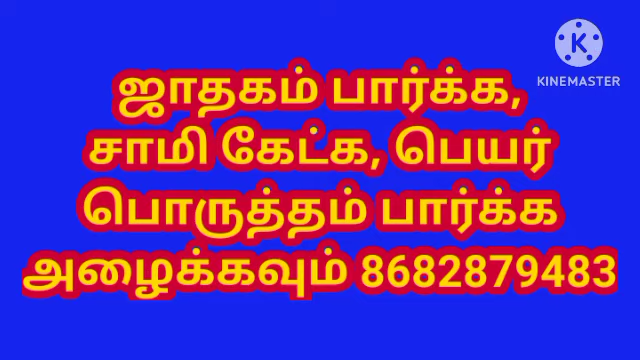 KINEMASTER
ஜாதகம் பார்க்க,
சாமி கேட்க, பெயர்
பொருத்தம் பார்க்க
அழைக்கவும் 8682879483